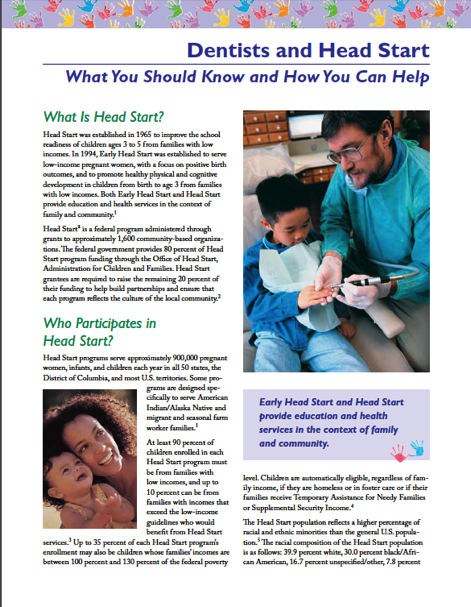 Dentists and Head Start
What You Should Know and How You Can Help
What Is Head Start?
Head Start was established in 1965 to improve the school
readiness of children ages 3 to 5 from families with low
incomes. In 1994, Early Head Start was established to serve
low-income pregnant women, with a focus on positive birth
outcomes, and to promote healthy physical and cognitive
development in children from birth to age 3 from families
with low incomes. Both Early Head Start and Head Start
provide education and health services in the context of
family and community.¹
Head Start² is a federal program administered through
grants to approximately 1,600 community-based organiza-
tions. The federal government provides 80 percent of Head
Start program funding through the Office of Head Start,
Administration for Children and Families. Head Start
grantees are required to raise the remaining 20 percent of
their funding to help build partnerships and ensure that
each program reflects the culture of the local community.²
Who Participates in
Head Start?
Head Start programs serve approximately 900,000 pregnant
women, infants, and children each year in all 50 states, the
District of Columbia, and most U.S. territories. Some pro-
grams are designed spe-
cifically to serve American
Indian/Alaska Native and
migrant and seasonal farm
worker families.¹
At least 90 percent of
children enrolled in each
Head Start program must
be from families with
low incomes, and up to
10 percent can be from
families with incomes that
exceed the low-income
guidelines who would
benefit from Head Start
services.³ Up to 35 percent of each Head Start program's
enrollment may also be children whose families' incomes are
between 100 percent and 130 percent of the federal poverty
Early Head Start and Head Start
provide education and health
services in the context of family
and community.
level. Children are automatically eligible, regardless of fam-
ily income, if they are homeless or in foster care or if their
families receive Temporary Assistance for Needy Families
or Supplemental Security Income.⁴
The Head Start population reflects a higher percentage of
racial and ethnic minorities than the general U.S. popula-
tion.⁵ The racial composition of the Head Start population
is as follows: 39.9 percent white, 30.0 percent black/Afri-
can American, 16.7 percent unspecified/other, 7.8 percent